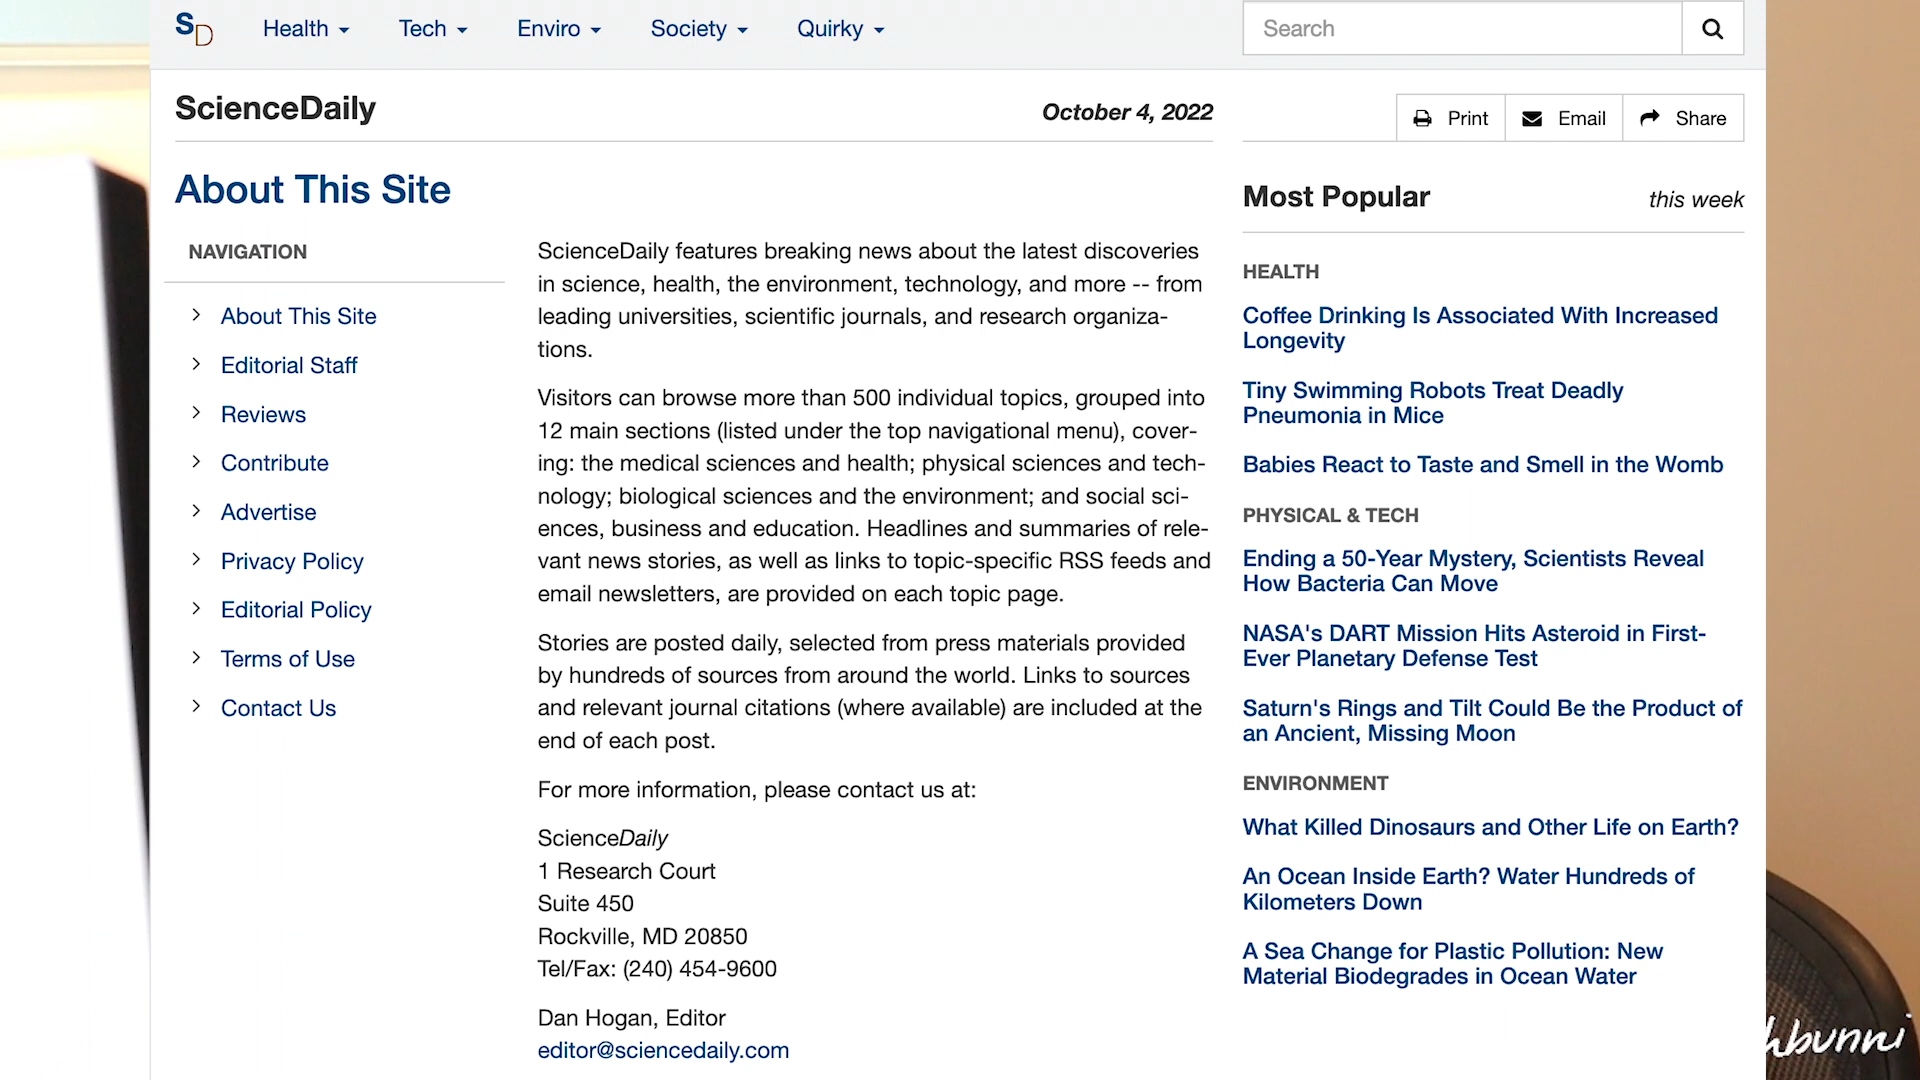 SD
Health
Tech
Enviro
Society
Quirky
Search
ScienceDaily
October 4, 2022
Print
Email
Share
About This Site
NAVIGATION
About This Site
Editorial Staff
Reviews
Contribute
Advertise
Privacy Policy
Editorial Policy
Terms of Use
Contact Us
ScienceDaily features breaking news about the latest discoveries
in science, health, the environment, technology, and more -- from
leading universities, scientific journals, and research organiza-
tions.
Visitors can browse more than 500 individual topics, grouped into
12 main sections (listed under the top navigational menu), cover-
ing: the medical sciences and health; physical sciences and tech-
nology; biological sciences and the environment; and social sci-
ences, business and education. Headlines and summaries of rele-
vant news stories, as well as links to topic-specific RSS feeds and
email newsletters, are provided on each topic page.
Stories are posted daily, selected from press materials provided
by hundreds of sources from around the world. Links to sources
and relevant journal citations (where available) are included at the
end of each post.
For more information, please contact us at:
ScienceDaily
1 Research Court
Suite 450
Rockville, MD 20850
Tel/Fax: (240) 454-9600
Dan Hogan, Editor
editor@sciencedaily.com
Most Popular
this week
HEALTH
Coffee Drinking Is Associated With Increased
Longevity
Tiny Swimming Robots Treat Deadly
Pneumonia in Mice
Babies React to Taste and Smell in the Womb
PHYSICAL & TECH
Ending a 50-Year Mystery, Scientists Reveal
How Bacteria Can Move
NASA's DART Mission Hits Asteroid in First-
Ever Planetary Defense Test
Saturn's Rings and Tilt Could Be the Product of
an Ancient, Missing Moon
ENVIRONMENT
What Killed Dinosaurs and Other Life on Earth?
An Ocean Inside Earth? Water Hundreds of
Kilometers Down
A Sea Change for Plastic Pollution: New
Material Biodegrades in Ocean Water